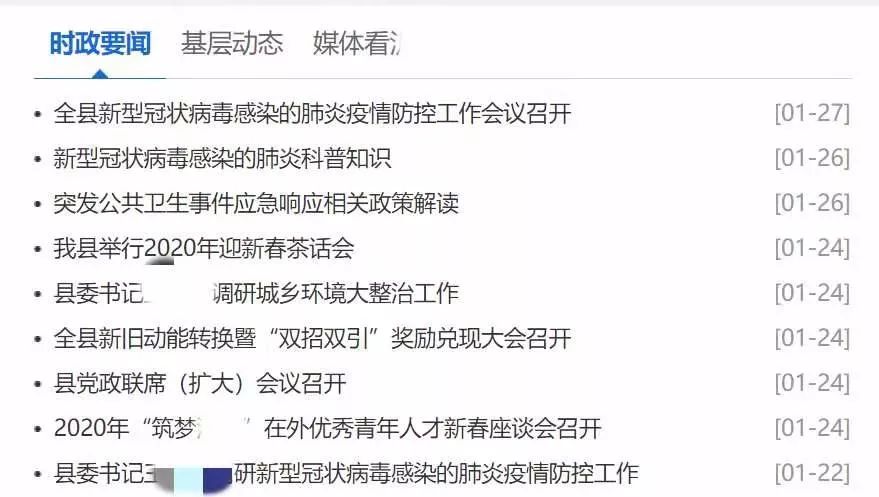 时政要闻 基层动态 媒体看
全县新型冠状病毒感染的肺炎疫情防控工作会议召开 [01-27]
新型冠状病毒感染的肺炎科普知识 [01-26]
突发公共卫生事件应急响应相关政策解读 [01-26]
我县举行2020年迎新春茶话会 [01-24]
县委书记 调研城乡环境大整治工作 [01-24]
全县新旧动能转换暨“双招双引”奖励兑现大会召开 [01-24]
县党政联席（扩大）会议召开 [01-24]
2020年“筑梦 ”在外优秀青年人才新春座谈会召开 [01-24]
县委书记 研新型冠状病毒感染的肺炎疫情防控工作 [01-22]